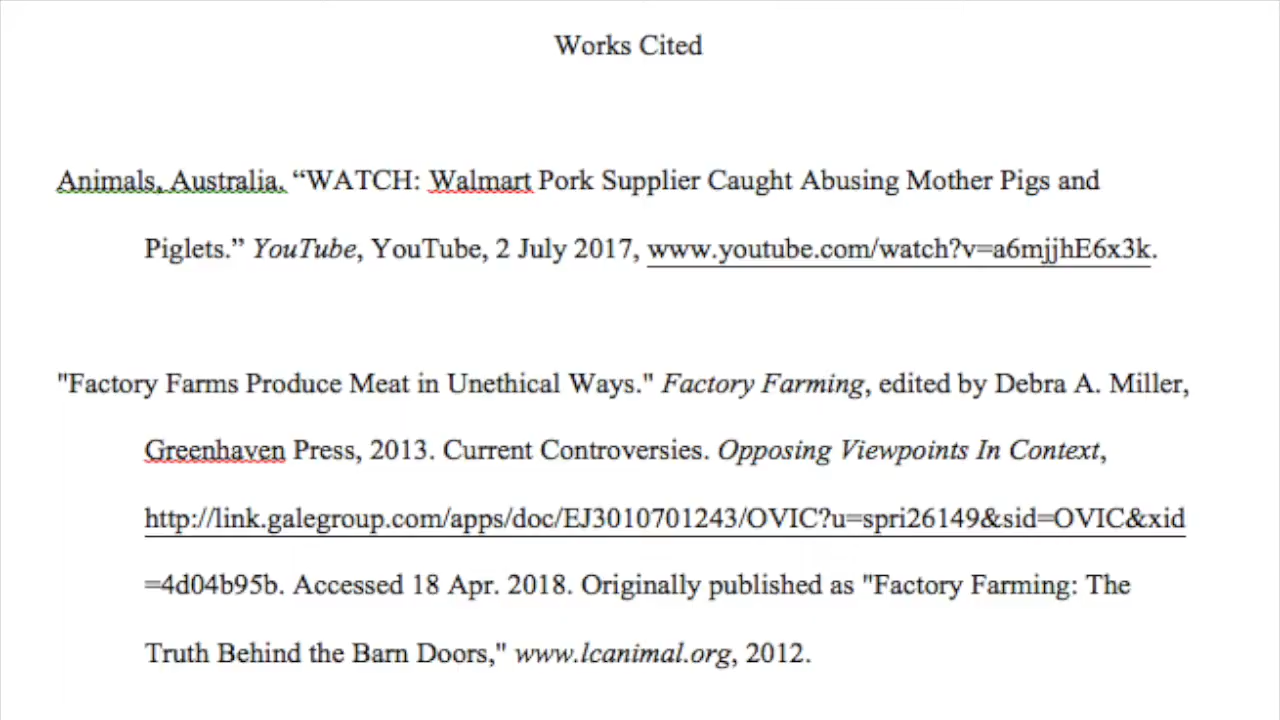 Works Cited
Animals, Australia. “WATCH: Walmart Pork Supplier Caught Abusing Mother Pigs and
Piglets.” YouTube, YouTube, 2 July 2017, www.youtube.com/watch?v=a6mjjhE6x3k.
"Factory Farms Produce Meat in Unethical Ways." Factory Farming, edited by Debra A. Miller,
Greenhaven Press, 2013. Current Controversies. Opposing Viewpoints In Context,
http://link.galegroup.com/apps/doc/EJ3010701243/OVIC?u=spri26149&sid=OVIC&xid
=4d04b95b. Accessed 18 Apr. 2018. Originally published as "Factory Farming: The
Truth Behind the Barn Doors," www.lcanimal.org, 2012.